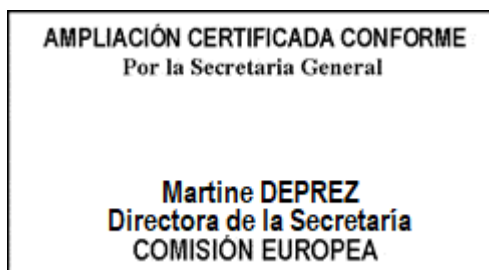 AMPLIACIÓN CERTIFICADA CONFORME
Por la Secretaria General
Martine DEPREZ
Directora de la Secretaría
COMISIÓN EUROPEA